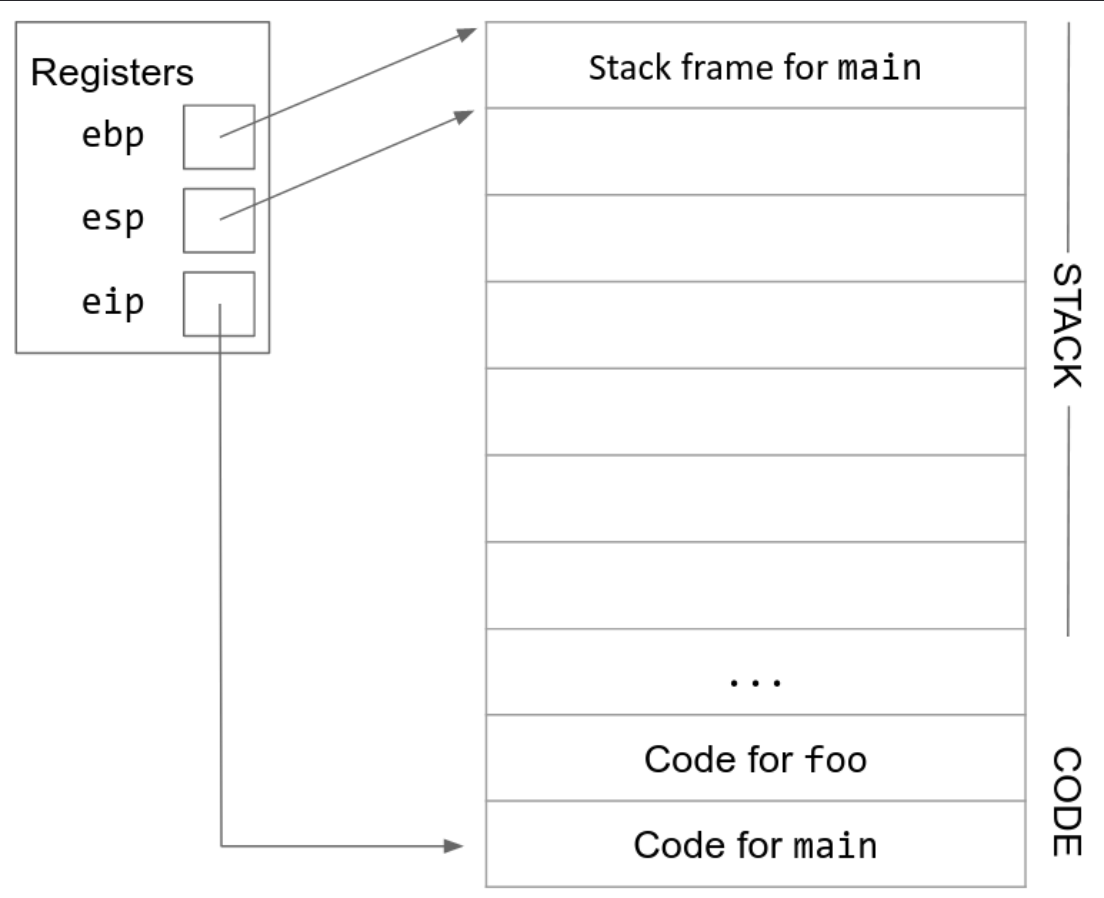 Registers
ebp
esp
eip
Stack frame for main
...
Code for foo
Code for main
STACK
CODE